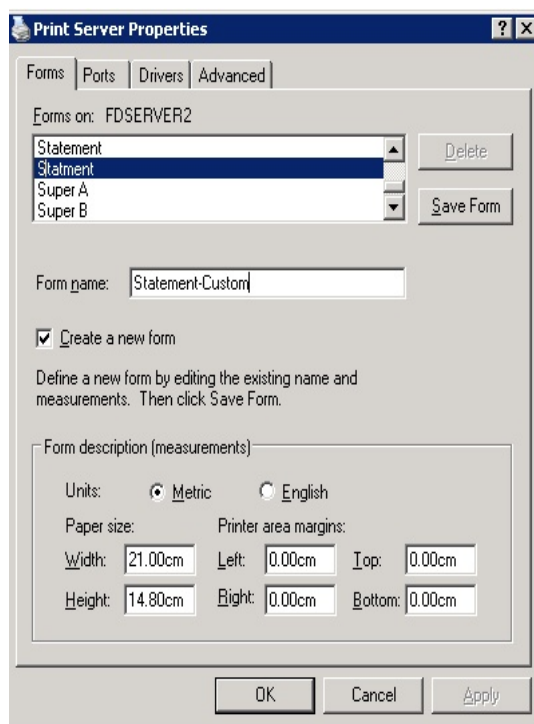 Print Server Properties
Forms Ports Drivers Advanced
Forms on: FDSERVER2
Statement
Statment
Super A
Super B
Delete
Save Form
Form name: Statement-Custom
Create a new form
Define a new form by editing the existing name and
measurements. Then click Save Form.
Form description (measurements)
Units: Metric English
Paper size: Printer area margins:
Width: 21.00cm Left: 0.00cm Top: 0.00cm
Height: 14.80cm Right: 0.00cm Bottom: 0.00cm
OK Cancel Apply